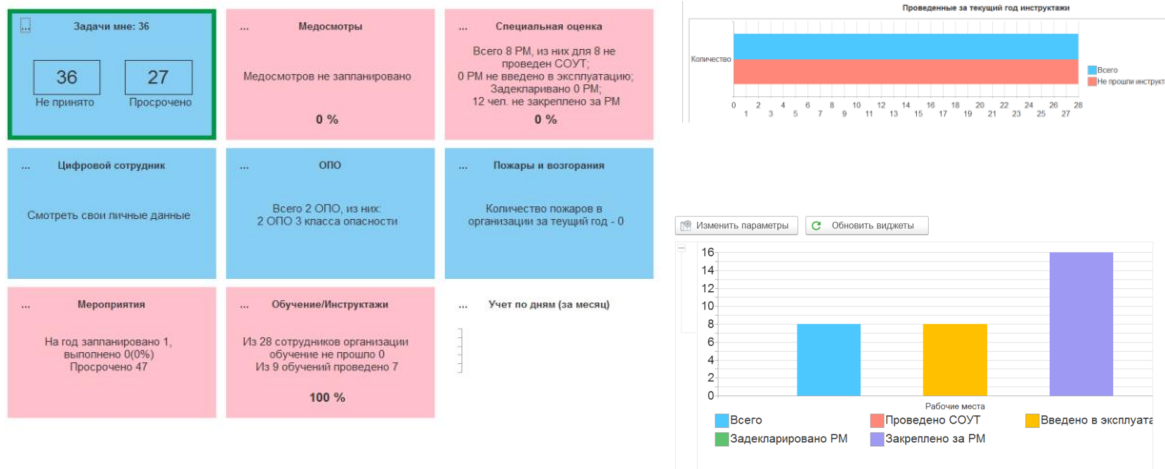 ...
Задачи мне: 36
36
27
Не принято
Просрочено
...
Медосмотры
Медосмотров не заппанировано
0 %
...
Специальная оценка
Всего 8 РМ, из них для 8 не
проведен СОУТ;
0 РМ не введено в эксплуатацию;
Задекларивано 0 РМ;
12 чел. не закреплено за РМ
0 %
...
Цифровой сотрудник
Смотреть свои личные данные
...
ОПО
Всего 2 ОПО, из них:
2 ОПО 3 класса опасности
...
Пожары и возгорания
Количество пожаров в
организации за теущий год - 0
...
Мероприятия
На год заппанировано 1,
выполнено 0(0%)
Просрочено 47
...
Обучение/Инструктажи
Из 28 сотрудников организации
обучение не прошло 0
Из 9 обучений проведено 7
100 %
...
Учет по дням (за месяц)
Проведенные за текущий год инструктажи
Количество
Всего
Не прошли инструкт
0 2 4 6 8 10 12 14 16 18 20 22 24 26 28
1 3 5 7 9 11 13 15 17 19 21 23 25 27
Изменить параметры
Обновить виджеты
16
14
12
10
8
6
4
2
0
Рабочие места
Всего
Проведено СОУТ
Введено в эксплуата
Задекларировано РМ
Закреплено за РМ